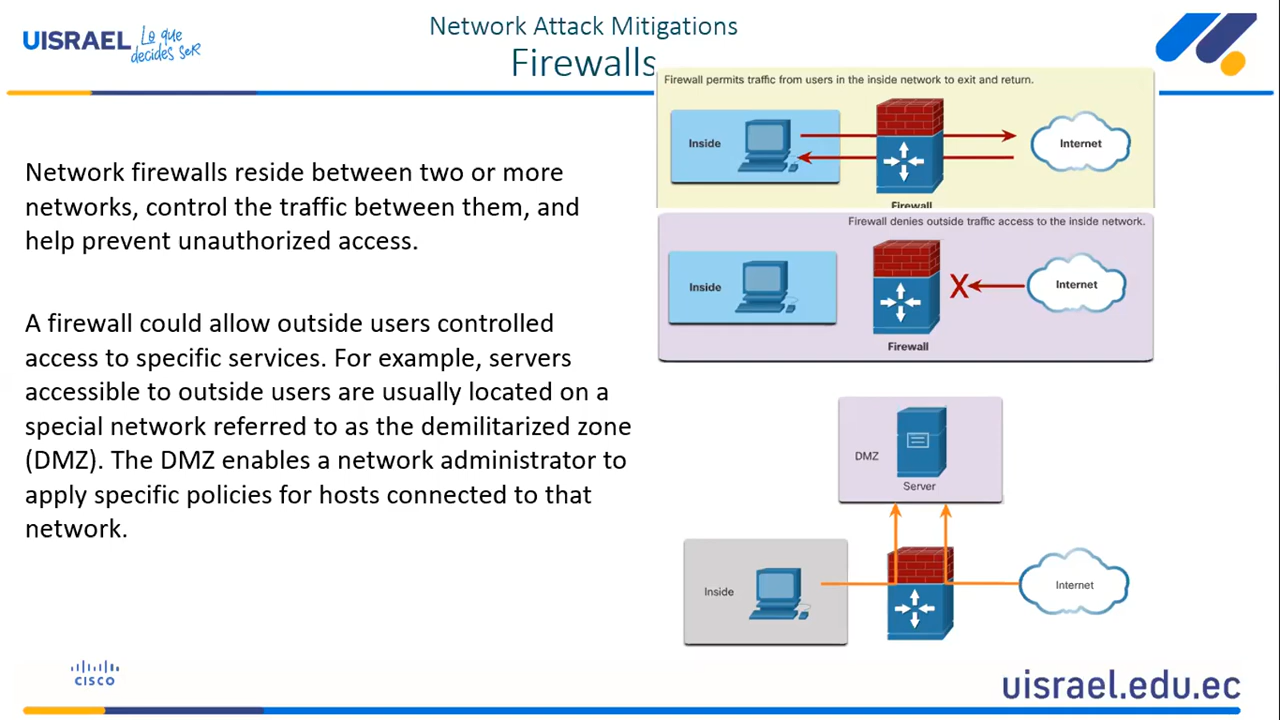 UISRAEL
Lo que
decides seR
Network Attack Mitigations
Firewalls
Network firewalls reside between two or more
networks, control the traffic between them, and
help prevent unauthorized access.
A firewall could allow outside users controlled
access to specific services. For example, servers
accessible to outside users are usually located on a
special network referred to as the demilitarized zone
(DMZ). The DMZ enables a network administrator to
apply specific policies for hosts connected to that
network.
Firewall permits traffic from users in the inside network to exit and return.
Inside
Internet
Firewall
Firewall denies outside traffic access to the inside network.
Inside
X
Internet
Firewall
DMZ
Server
Inside
Internet
CISCO
uisrael.edu.ec